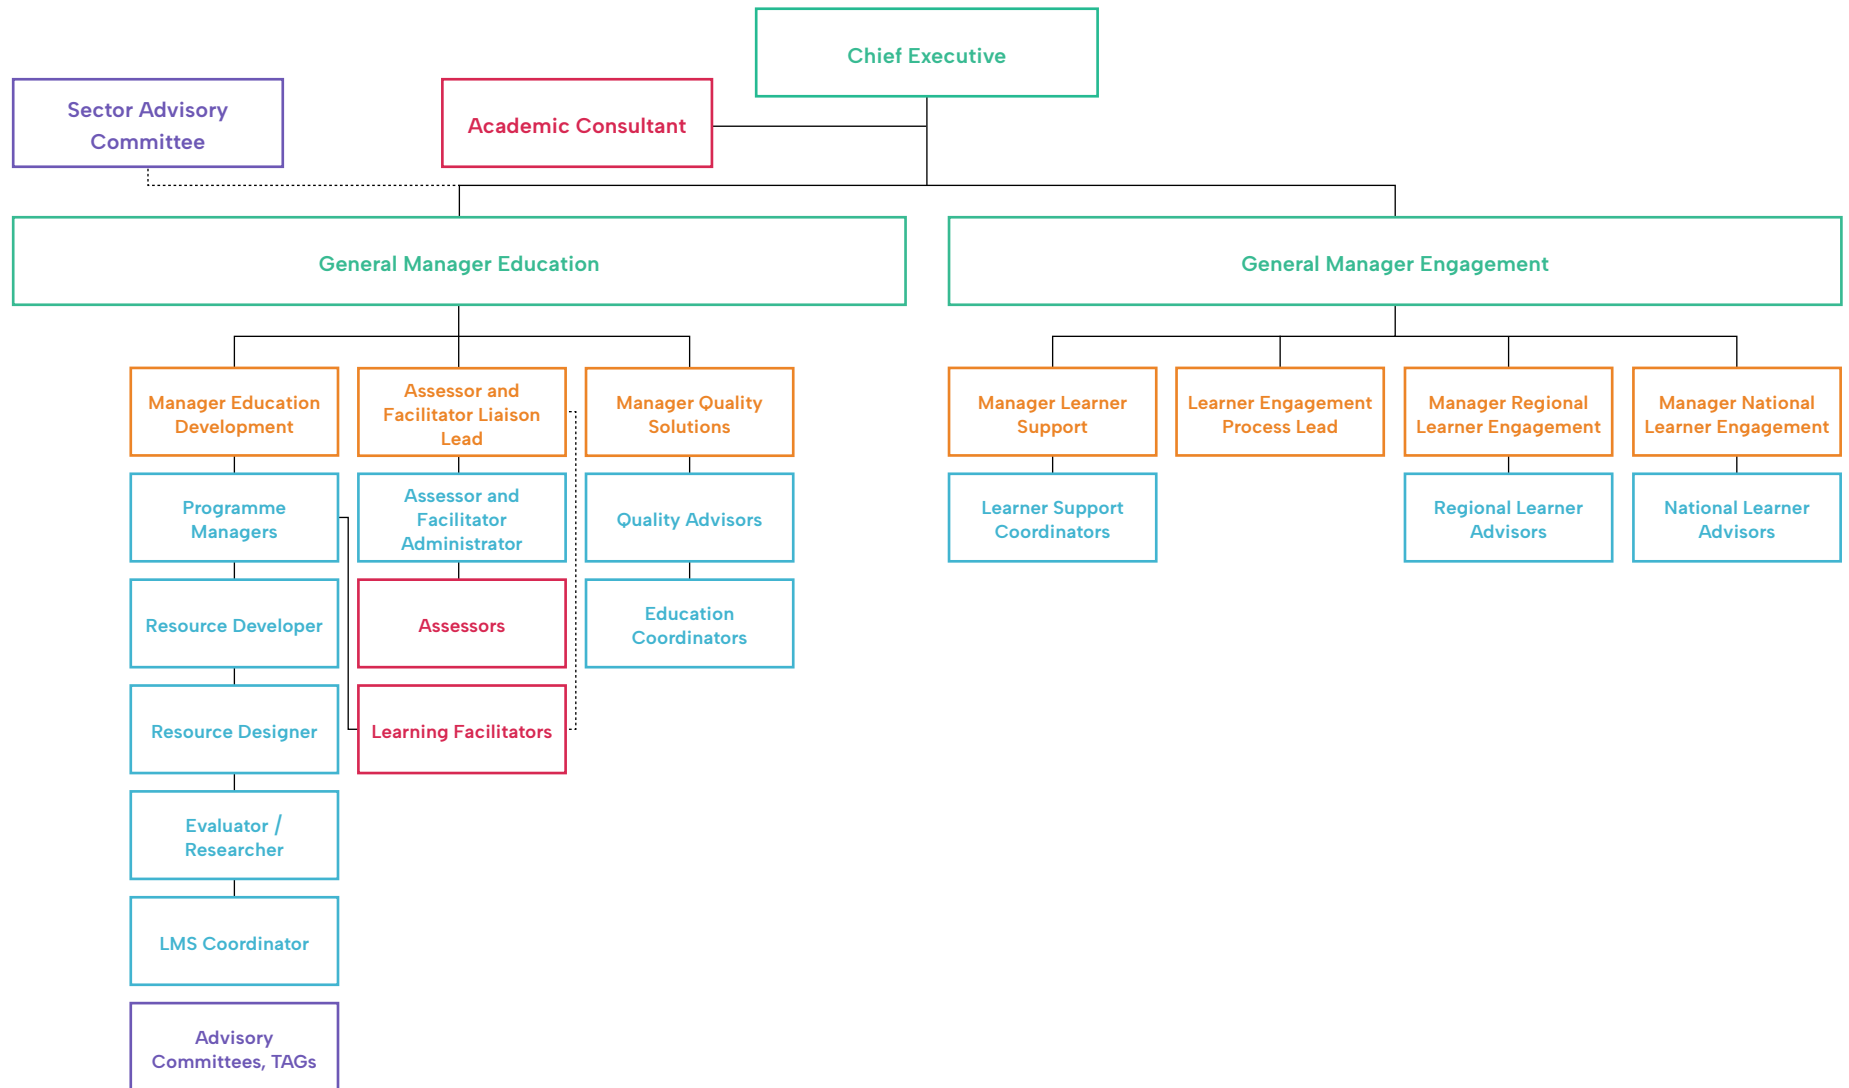 Chief Executive
Sector Advisory
Committee
Academic Consultant
General Manager Education
General Manager Engagement
Manager Education
Development
Assessor and
Facilitator Liaison
Lead
Manager Quality
Solutions
Manager Learner
Support
Learner Engagement
Process Lead
Manager Regional
Learner Engagement
Manager National
Learner Engagement
Programme
Managers
Assessor and
Facilitator
Administrator
Quality Advisors
Learner Support
Coordinators
Regional Learner
Advisors
National Learner
Advisors
Resource Developer
Assessors
Education
Coordinators
Resource Designer
Learning Facilitators
Evaluator /
Researcher
LMS Coordinator
Advisory
Committees, TAGs